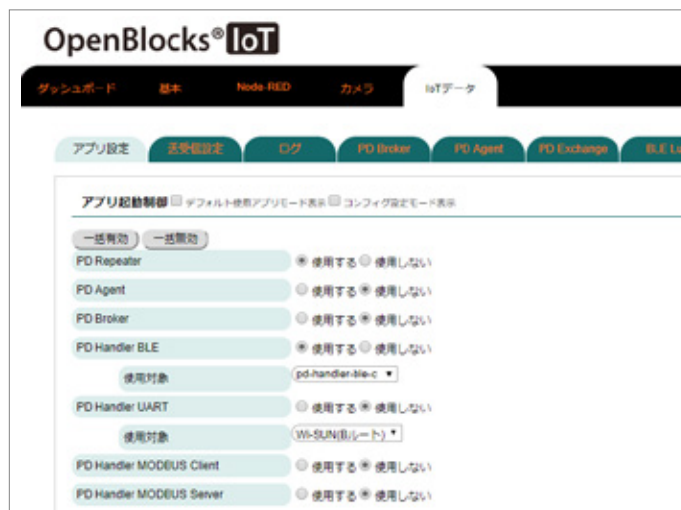 OpenBlocks® IoT
ダッシュボード 基本 Node-RED カメラ IoTデータ
アプリ設定 送受信設定 ログ PD Broker PD Agent PD Exchange BLE Lu
アプリ起動制御 デフォルト使用アプリモード表示 コンフィグ設定モード表示
一括有効 一括無効
PD Repeater 使用する 使用しない
PD Agent 使用する 使用しない
PD Broker 使用する 使用しない
PD Handler BLE 使用する 使用しない
使用対象 pd-handler-ble-c
PD Handler UART 使用する 使用しない
使用対象 Wi-SUN(Bルート)
PD Handler MODBUS Client 使用する 使用しない
PD Handler MODBUS Server 使用する 使用しない